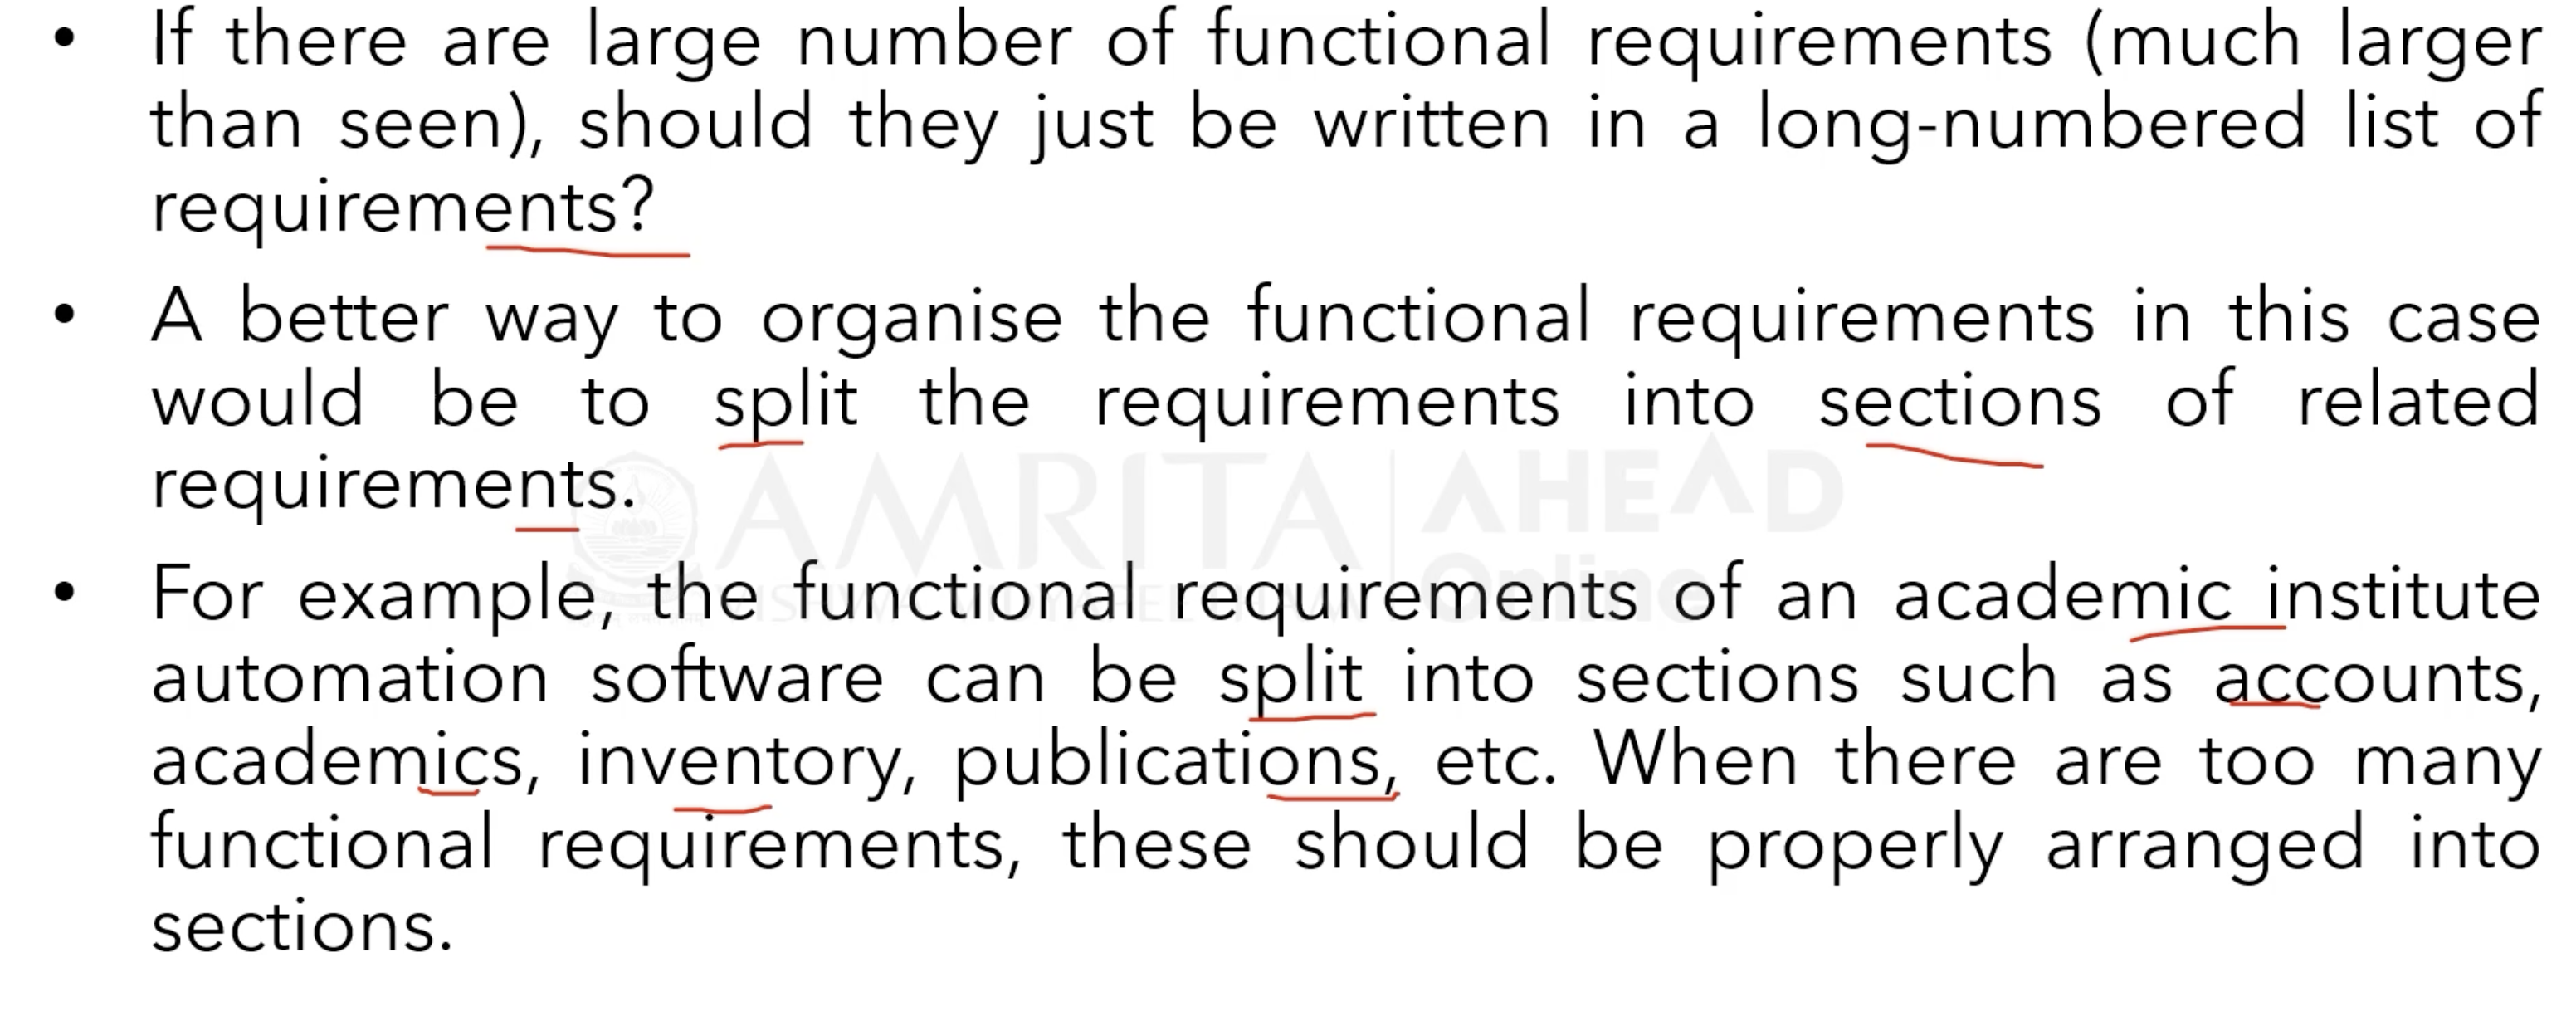 • If there are large number of functional requirements (much larger
than seen), should they just be written in a long-numbered list of
requirements?
• A better way to organise the functional requirements in this case
would be to split the requirements into sections of related
requirements.
AMRITA AHEAD
VISHWA VIDYAPEETHAM Online
• For example, the functional requirements of an academic institute
automation software can be split into sections such as accounts,
academics, inventory, publications, etc. When there are too many
functional requirements, these should be properly arranged into
sections.